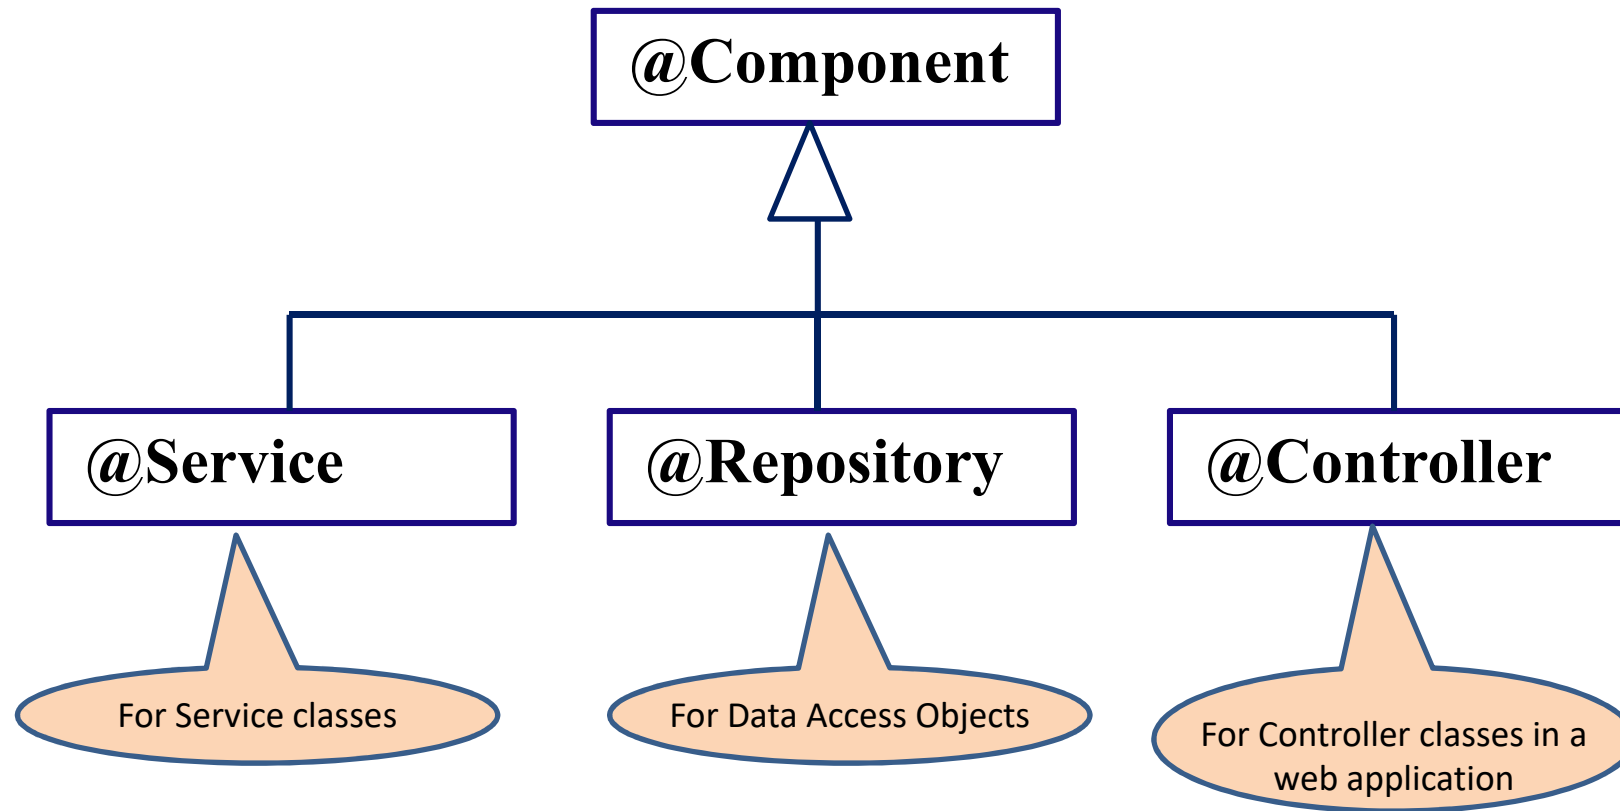 @Component
@Service
@Repository
@Controller
For Service classes
For Data Access Objects
For Controller classes in a
web application